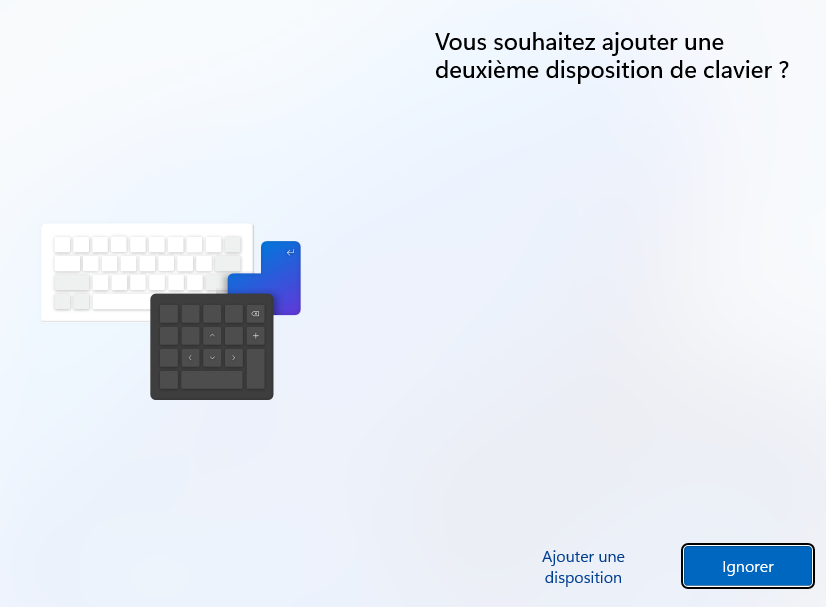 Vous souhaitez ajouter une
deuxième disposition de clavier ?
Ajouter une
disposition
Ignorer